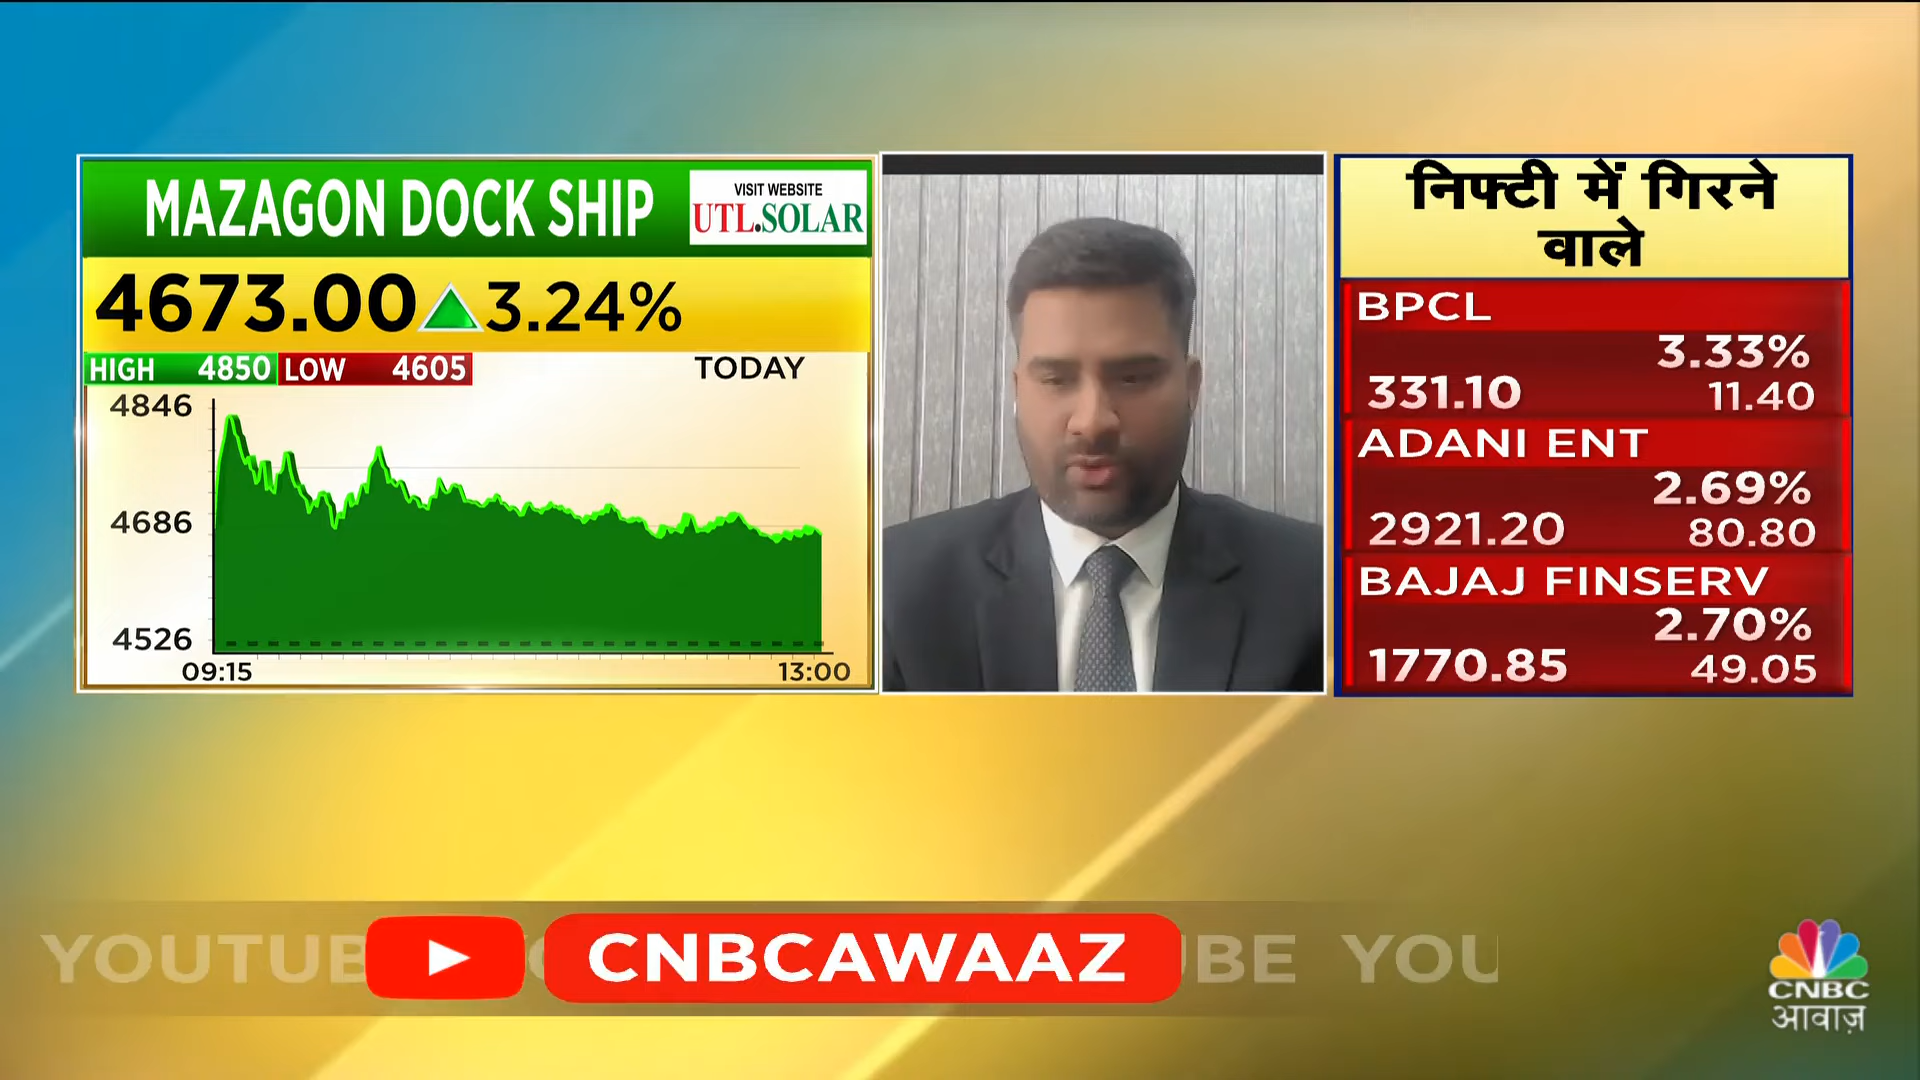 MAZAGON DOCK SHIP
VISIT WEBSITE
UTL.SOLAR
4673.00 3.24%
HIGH 4850 LOW 4605
TODAY
4846
4686
4526
09:15 13:00
निफ्टी में गिरने
वाले
BPCL
3.33%
331.10 11.40
ADANI ENT
2.69%
2921.20 80.80
BAJAJ FINSERV
2.70%
1770.85 49.05
YOUTUB CNBCAWAAZ UBE YOU
CNBC
आवाज़